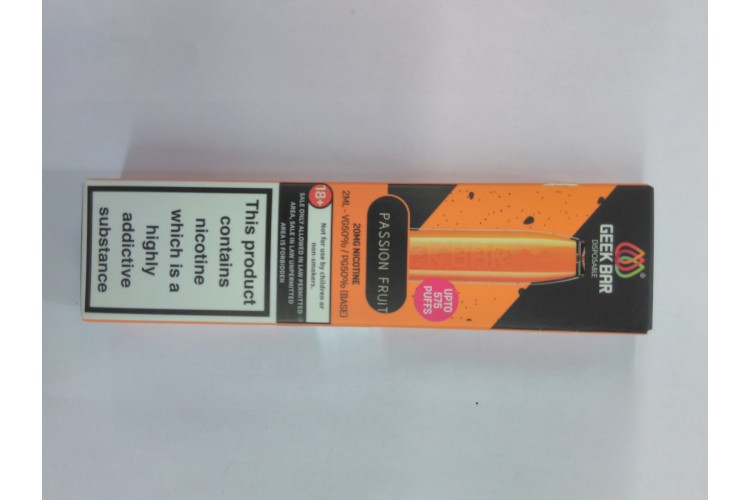 GEEK BAR
DISPOSABLE
UPTO
575
PUFFS
PASSION FRUIT
20MG NICOTINE
2ML - VG50% / PG50% (BASE)
18+
Not for use by children or
non-smokers.
SALE ONLY ALLOWED IN LAW PERMITTED
AREA, SALE IN LAW UNPERMITTED
AREA IS FORBIDDEN
This product
contains
nicotine
which is a
highly
addictive
substance